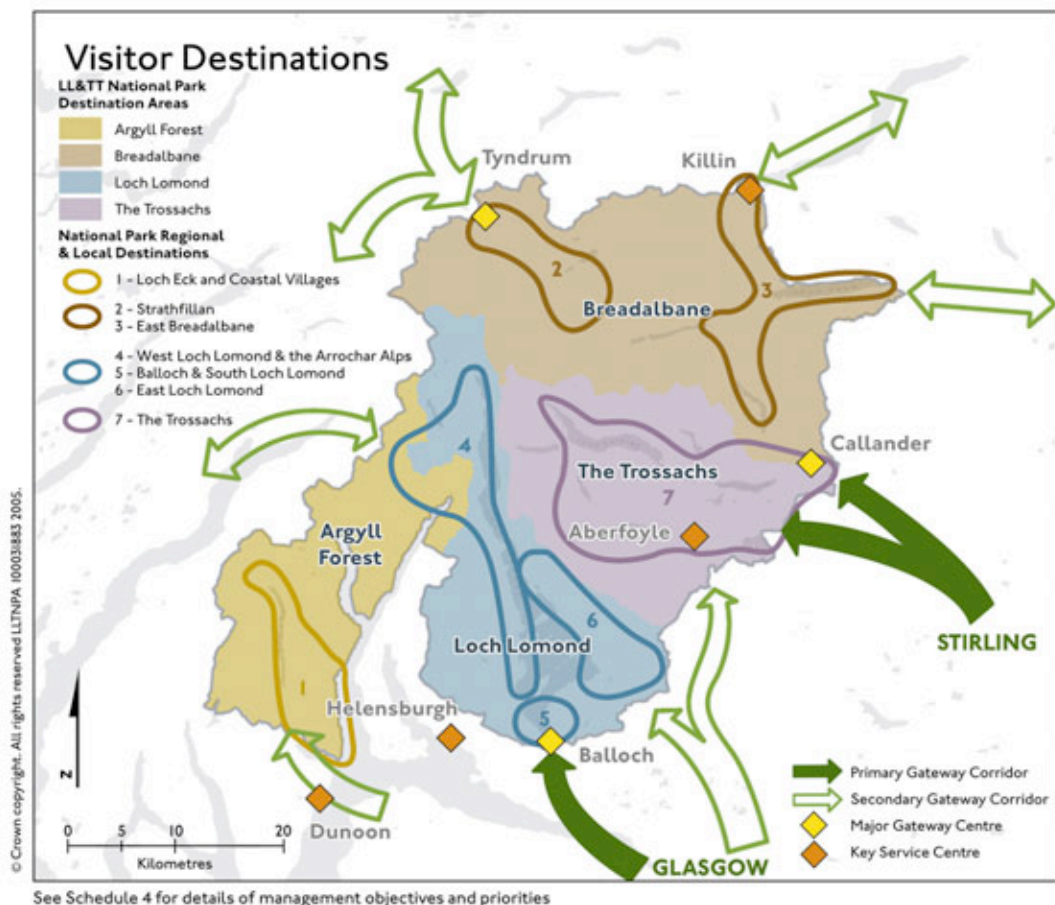 Visitor Destinations
LL&TT National Park
Destination Areas
Argyll Forest
Breadalbane
Loch Lomond
The Trossachs
National Park Regional
& Local Destinations
1 - Loch Eck and Coastal Villages
2 - Strathfillan
3 - East Breadalbane
4 - West Loch Lomond & the Arrochar Alps
5 - Balloch & South Loch Lomond
6 - East Loch Lomond
7 - The Trossachs
Tyndrum
Killin
2
3
Breadalbane
4
Callander
The Trossachs
7
Aberfoyle
Argyll
Forest
6
Loch Lomond
STIRLING
1
Helensburgh
5
Balloch
Dunoon
GLASGOW
N
0 5 10 20
Kilometres
Primary Gateway Corridor
Secondary Gateway Corridor
Major Gateway Centre
Key Service Centre
© Crown copyright. All rights reserved LLTNPA 100031883 2005.
See Schedule 4 for details of management objectives and priorities